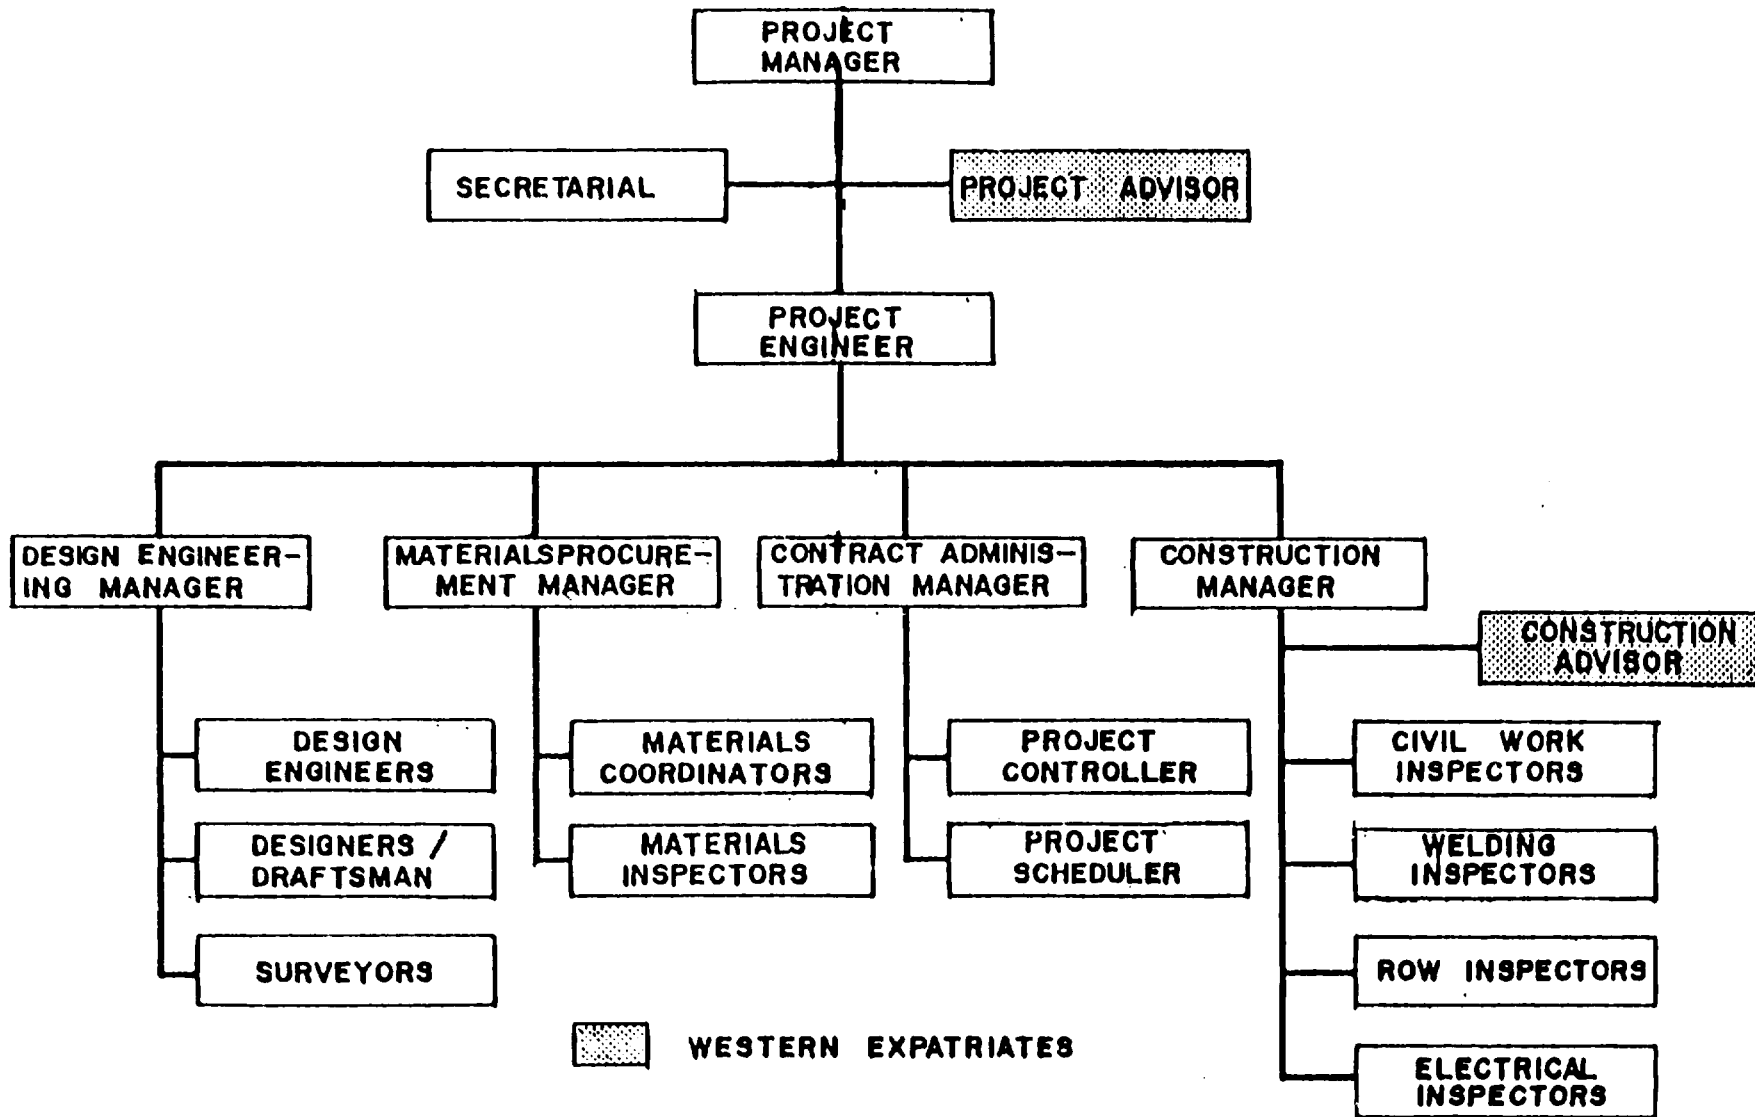 PROJECT
MANAGER
SECRETARIAL
PROJECT ADVISOR
PROJECT
ENGINEER
DESIGN ENGINEER-
ING MANAGER
MATERIALS PROCURE-
MENT MANAGER
CONTRACT ADMINIS-
TRATION MANAGER
CONSTRUCTION
MANAGER
CONSTRUCTION
ADVISOR
DESIGN
ENGINEERS
DESIGNERS /
DRAFTSMAN
SURVEYORS
MATERIALS
COORDINATORS
MATERIALS
INSPECTORS
PROJECT
CONTROLLER
PROJECT
SCHEDULER
CIVIL WORK
INSPECTORS
WELDING
INSPECTORS
ROW INSPECTORS
ELECTRICAL
INSPECTORS
WESTERN EXPATRIATES